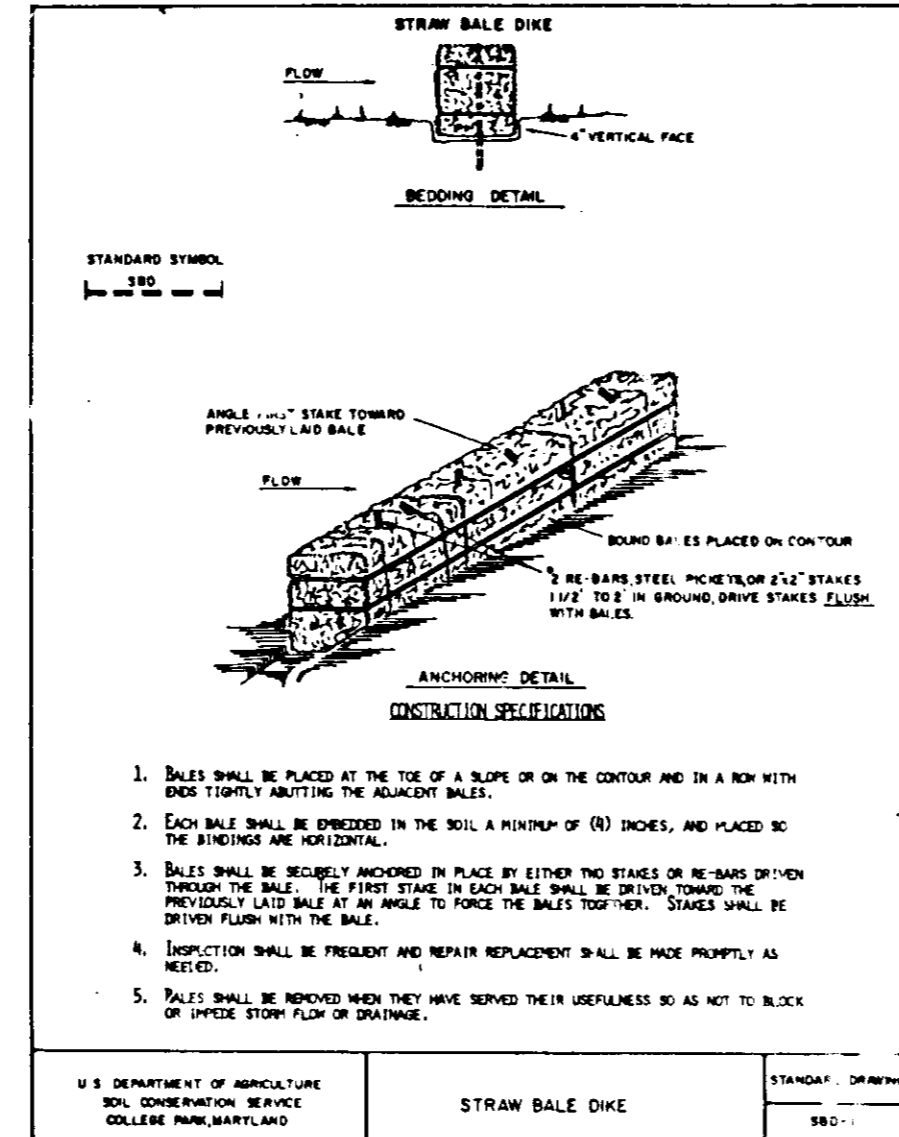 STRAW BALE DIKE
FLOW
4" VERTICAL FACE
BEDDING DETAIL
STANDARD SYMBOL
SBD
ANGLE FIRST STAKE TOWARD
PREVIOUSLY LAID BALE
FLOW
BOUND BALES PLACED ON CONTOUR
2 RE-BARS, STEEL PICKETS, OR 2"x2" STAKES
1 1/2' TO 2' IN GROUND, DRIVE STAKES FLUSH
WITH BALES.
ANCHORING DETAIL
CONSTRUCTION SPECIFICATIONS
1. BALES SHALL BE PLACED AT THE TOE OF A SLOPE OR ON THE CONTOUR AND IN A ROW WITH
ENDS TIGHTLY ABUTTING THE ADJACENT BALES.
2. EACH BALE SHALL BE EMBEDDED IN THE SOIL A MINIMUM OF (4) INCHES, AND PLACED SO
THE BINDINGS ARE HORIZONTAL.
3. BALES SHALL BE SECURELY ANCHORED IN PLACE BY EITHER TWO STAKES OR RE-BARS DRIVEN
THROUGH THE BALE. THE FIRST STAKE IN EACH BALE SHALL BE DRIVEN TOWARD THE
PREVIOUSLY LAID BALE AT AN ANGLE TO FORCE THE BALES TOGETHER. STAKES SHALL BE
DRIVEN FLUSH WITH THE BALE.
4. INSPECTION SHALL BE FREQUENT AND REPAIR REPLACEMENT SHALL BE MADE PROMPTLY AS
NEEDED.
5. BALES SHALL BE REMOVED WHEN THEY HAVE SERVED THEIR USEFULNESS SO AS NOT TO BLOCK
OR IMPEDE STORM FLOW OR DRAINAGE.
U S DEPARTMENT OF AGRICULTURE
SOIL CONSERVATION SERVICE
COLLEGE PARK, MARYLAND
STRAW BALE DIKE
STANDARD DRAWING
SBD-1